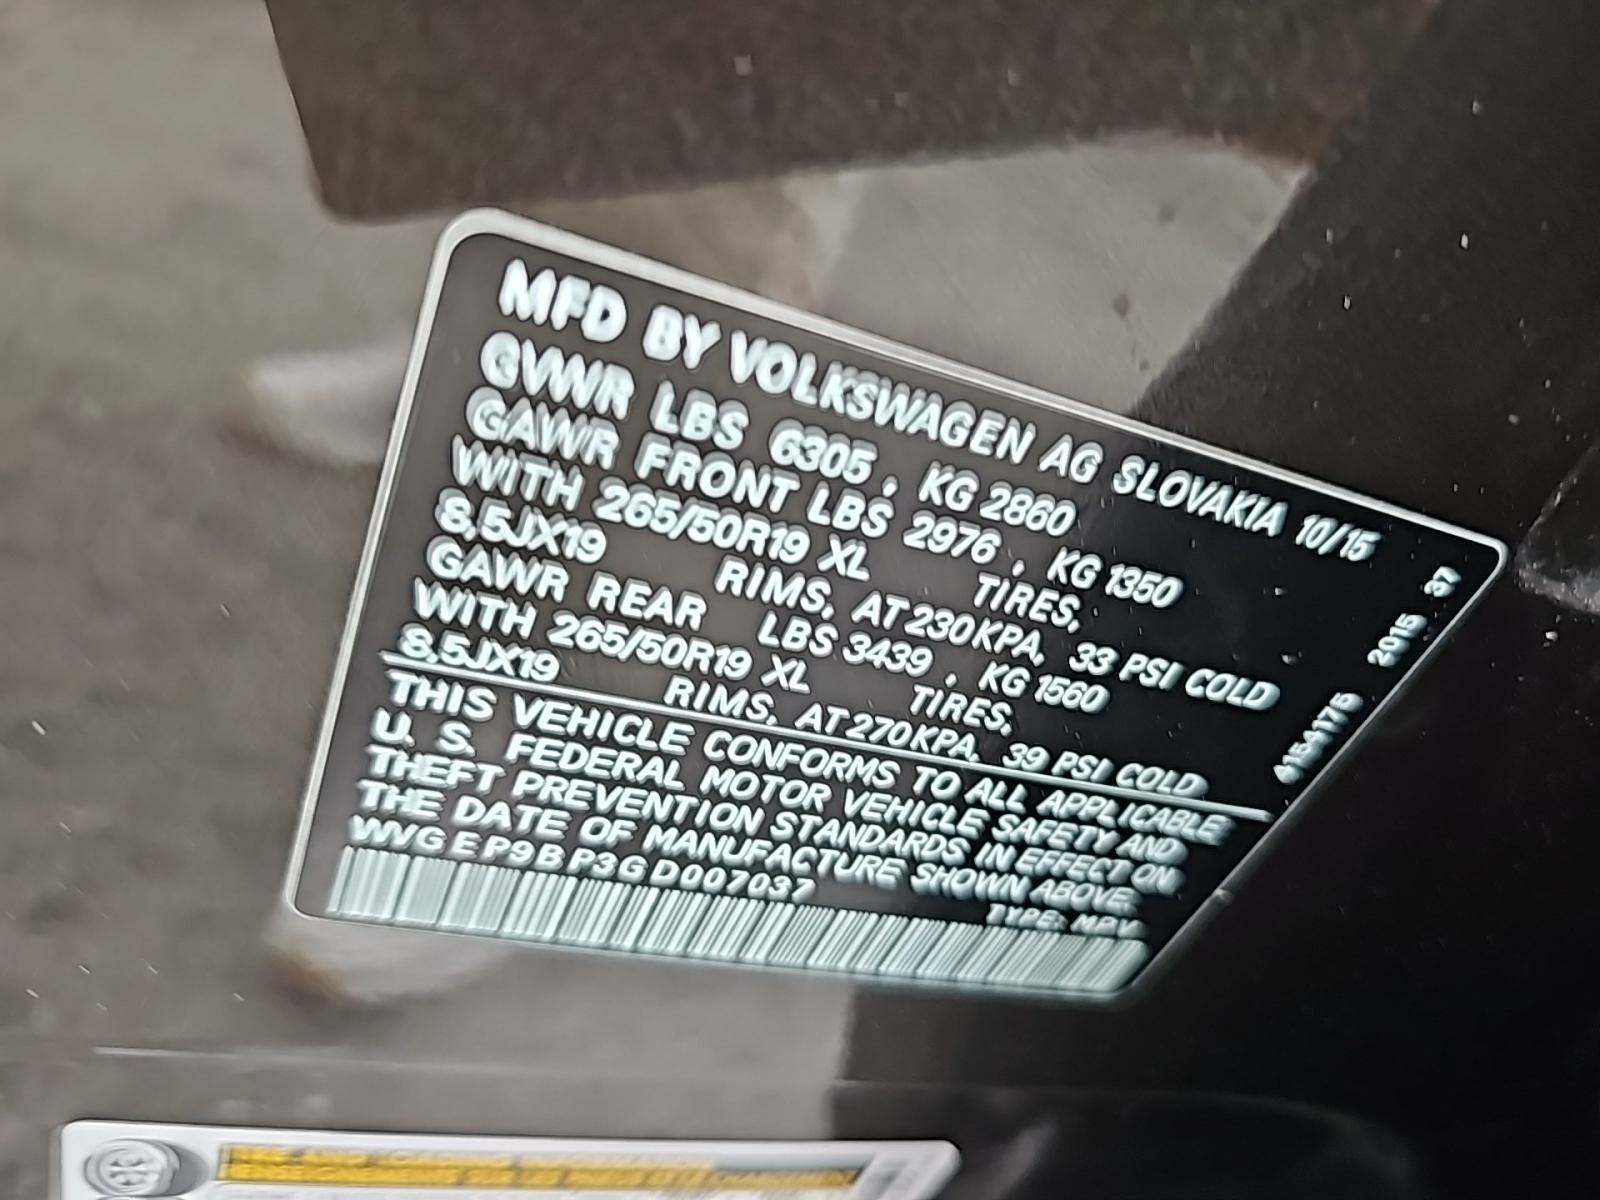 MFD BY VOLKSWAGEN AG SLOVAKIA 10/15
GVWR LBS 6305, KG 2860
GAWR FRONT LBS 2976, KG 1350
WITH 265/50R19 XL TIRES,
8,5JX19 RIMS, AT 230KPA, 33 PSI COLD
GAWR REAR LBS 3439, KG 1560
WITH 265/50R19 XL TIRES,
8,5JX19 RIMS, AT 270KPA, 39 PSI COLD
THIS VEHICLE CONFORMS TO ALL APPLICABLE
U. S. FEDERAL MOTOR VEHICLE SAFETY AND
THEFT PREVENTION STANDARDS IN EFFECT ON
THE DATE OF MANUFACTURE SHOWN ABOVE.
WVGEP9BP3GD007037 TYPE: MPV
2015 37